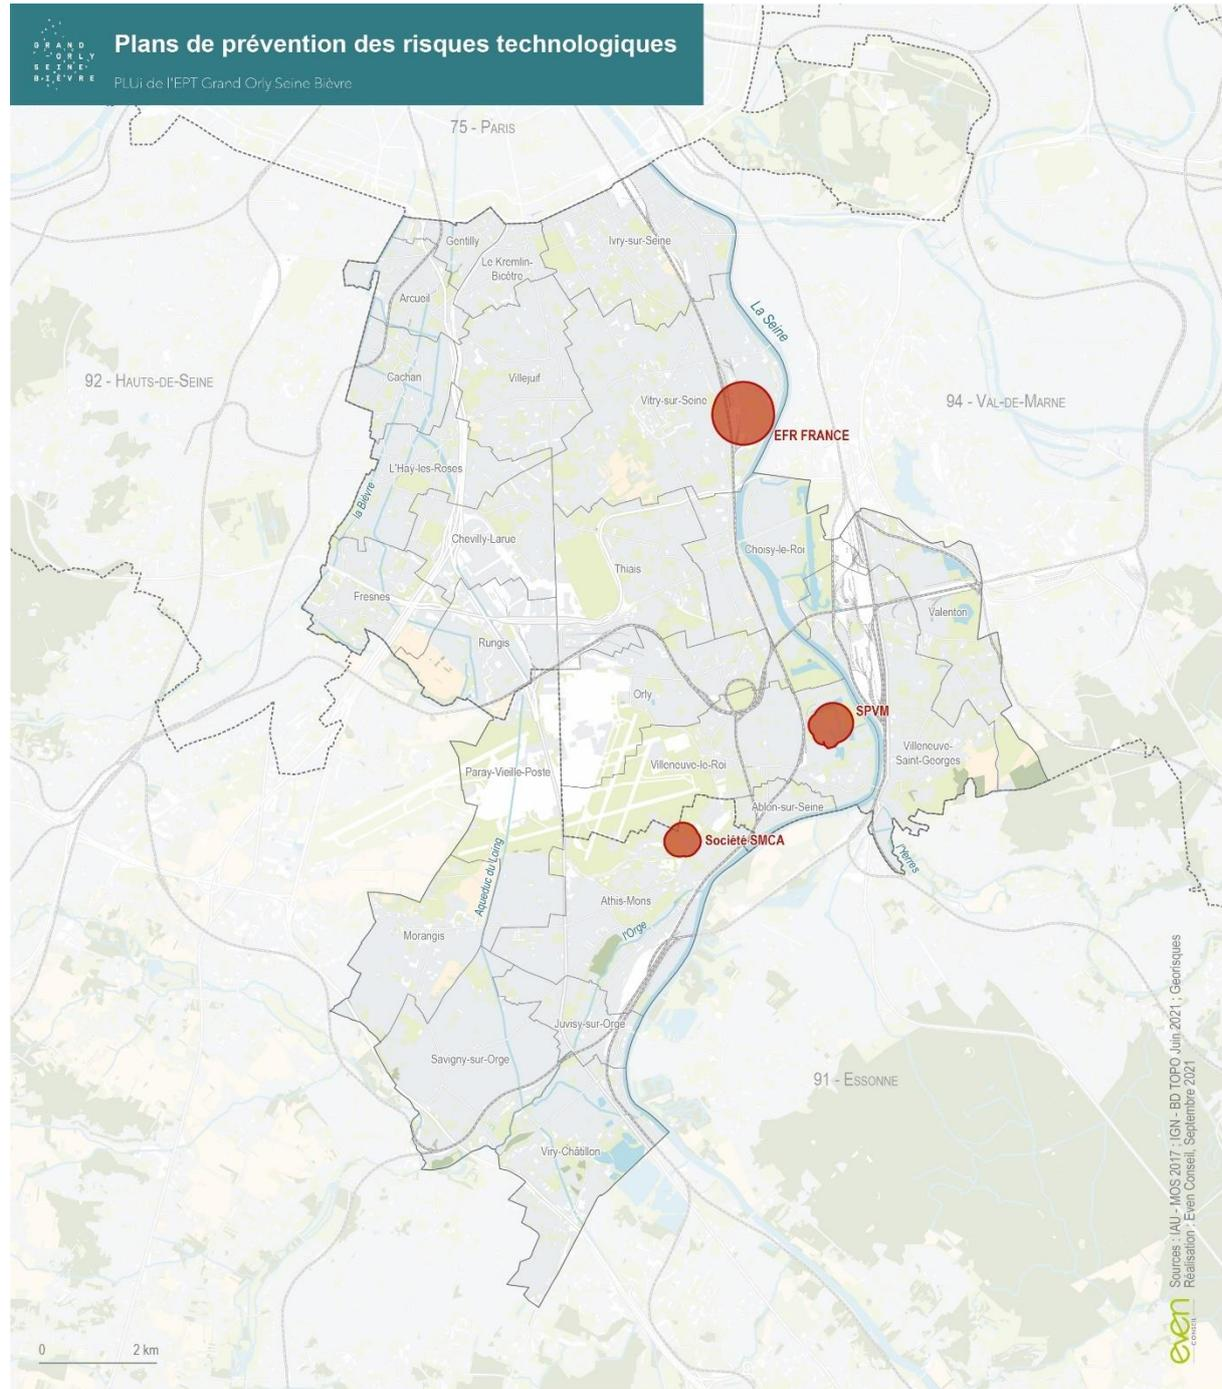 GRAND
ORLY
SEINE
BIÈVRE
Plans de prévention des risques technologiques
PLUi de l'EPT Grand Orly Seine Bièvre
75 - PARIS
Gentilly
Ivry-sur-Seine
Le Kremlin-
Bicêtre
Arcueil
La Seine
92 - HAUTS-DE-SEINE
Cachan
Villejuif
Vitry-sur-Seine
94 - VAL-DE-MARNE
EFR FRANCE
L'Haÿ-les-Roses
la Bièvre
Chevilly-Larue
Choisy-le-Roi
Thiais
Fresnes
Valenton
Rungis
Orly
SPVM
Villeneuve-
Saint-Georges
Paray-Vieille-Poste
Villeneuve-le-Roi
Ablon-sur-Seine
Société SMCA
l'Yerres
Aqueduc du Loing
Athis-Mons
l'Orge
Morangis
Juvisy-sur-Orge
Savigny-sur-Orge
91 - ESSONNE
Viry-Châtillon
0 2 km
Sources : IAU - MOS 2017 ; IGN - BD TOPO Juin 2021 ; Georisques
Réalisation : Even Conseil, Septembre 2021
even
CONSEIL